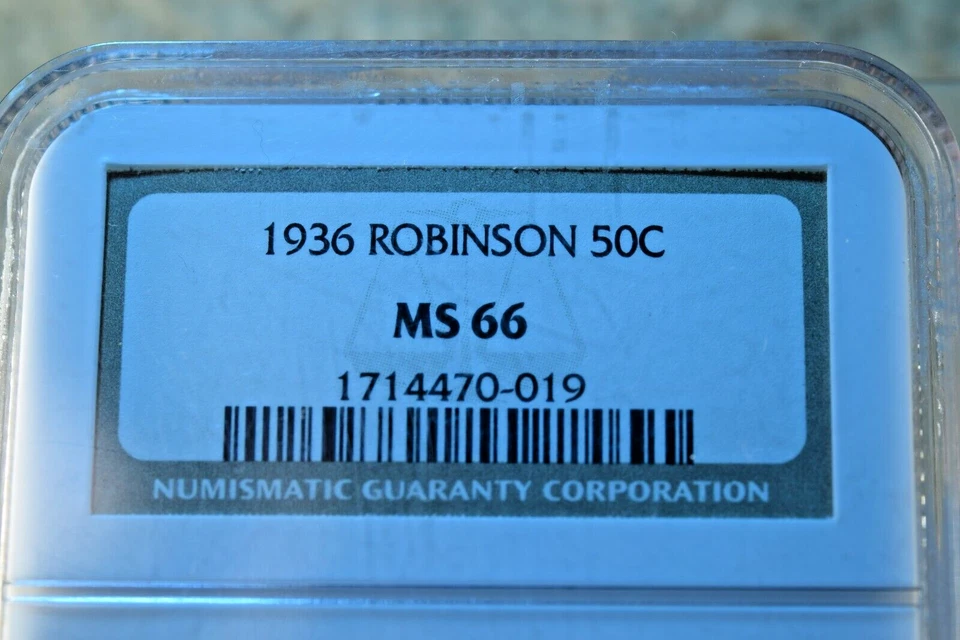 1936 ROBINSON 50C
MS 66
1714470-019
NUMISMATIC GUARANTY CORPORATION